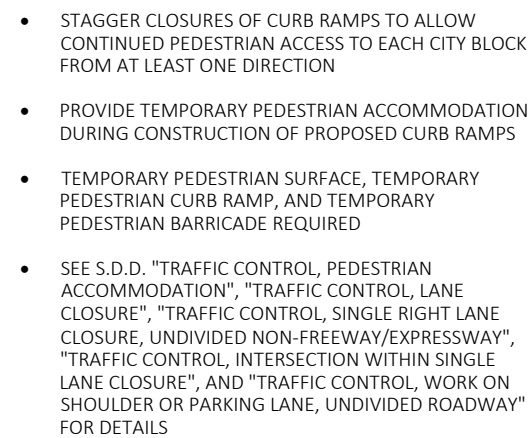 • STAGGER CLOSURES OF CURB RAMPS TO ALLOW
CONTINUED PEDESTRIAN ACCESS TO EACH CITY BLOCK
FROM AT LEAST ONE DIRECTION
• PROVIDE TEMPORARY PEDESTRIAN ACCOMMODATION
DURING CONSTRUCTION OF PROPOSED CURB RAMPS
• TEMPORARY PEDESTRIAN SURFACE, TEMPORARY
PEDESTRIAN CURB RAMP, AND TEMPORARY
PEDESTRIAN BARRICADE REQUIRED
• SEE S.D.D. "TRAFFIC CONTROL, PEDESTRIAN
ACCOMMODATION", "TRAFFIC CONTROL, LANE
CLOSURE", "TRAFFIC CONTROL, SINGLE RIGHT LANE
CLOSURE, UNDIVIDED NON-FREEWAY/EXPRESSWAY",
"TRAFFIC CONTROL, INTERSECTION WITHIN SINGLE
LANE CLOSURE", AND "TRAFFIC CONTROL, WORK ON
SHOULDER OR PARKING LANE, UNDIVIDED ROADWAY"
FOR DETAILS